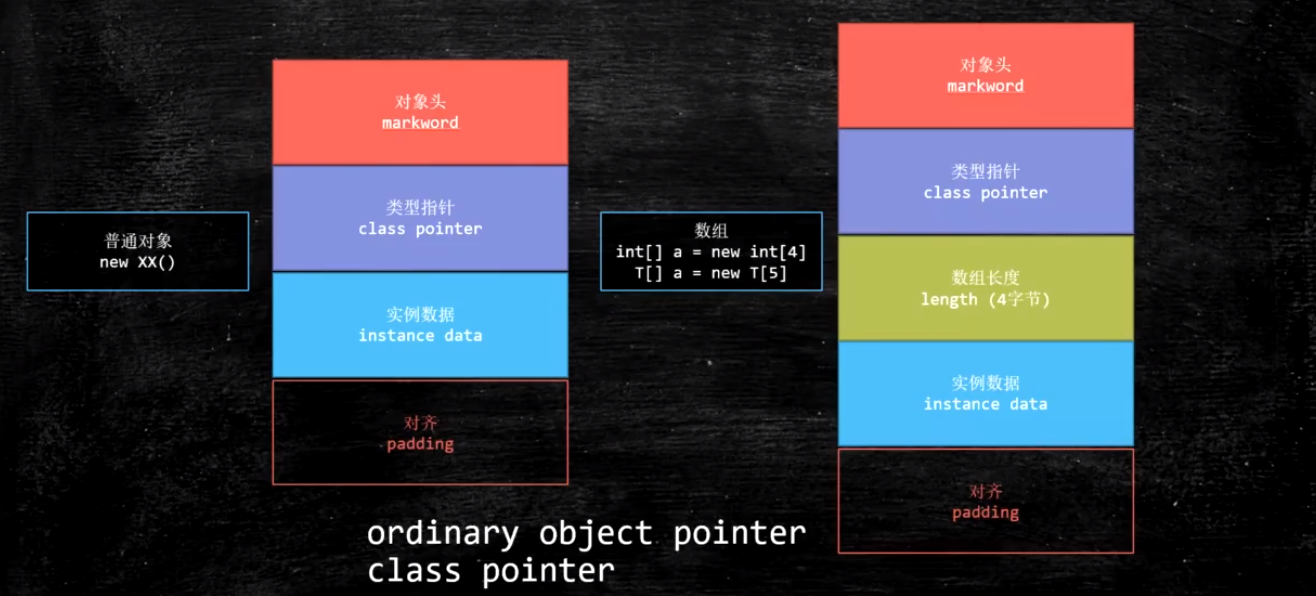 普通对象
new XX()
对象头
markword
类型指针
class pointer
实例数据
instance data
对齐
padding
数组
int[] a = new int[4]
T[] a = new T[5]
对象头
markword
类型指针
class pointer
数组长度
length (4字节)
实例数据
instance data
对齐
padding
ordinary object pointer
class pointer